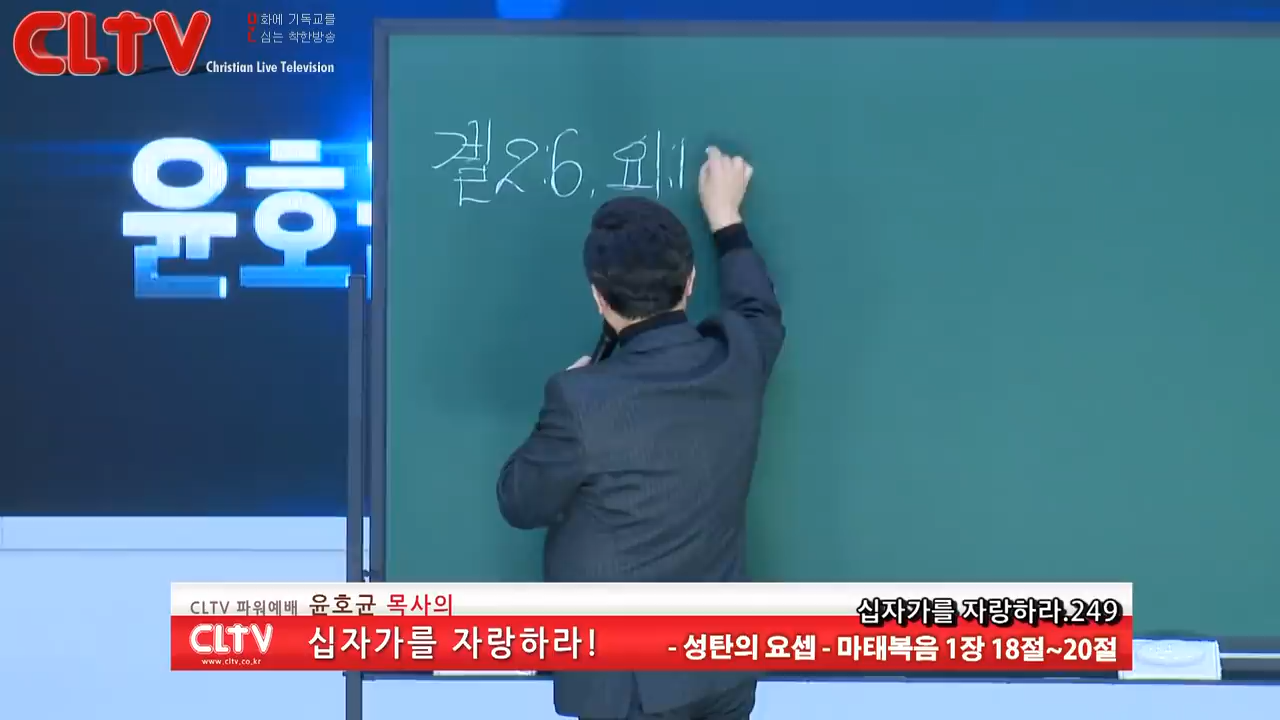 CLTV
문화에 기독교를
심는 착한방송
Christian Live Television
윤호
겔2:6, 요1:1
CLTV 파워예배 윤호균 목사의
십자가를 자랑하라.249
CLTV
www.cltv.co.kr
십자가를 자랑하라!
- 성탄의 요셉 - 마태복음 1장 18절~20절